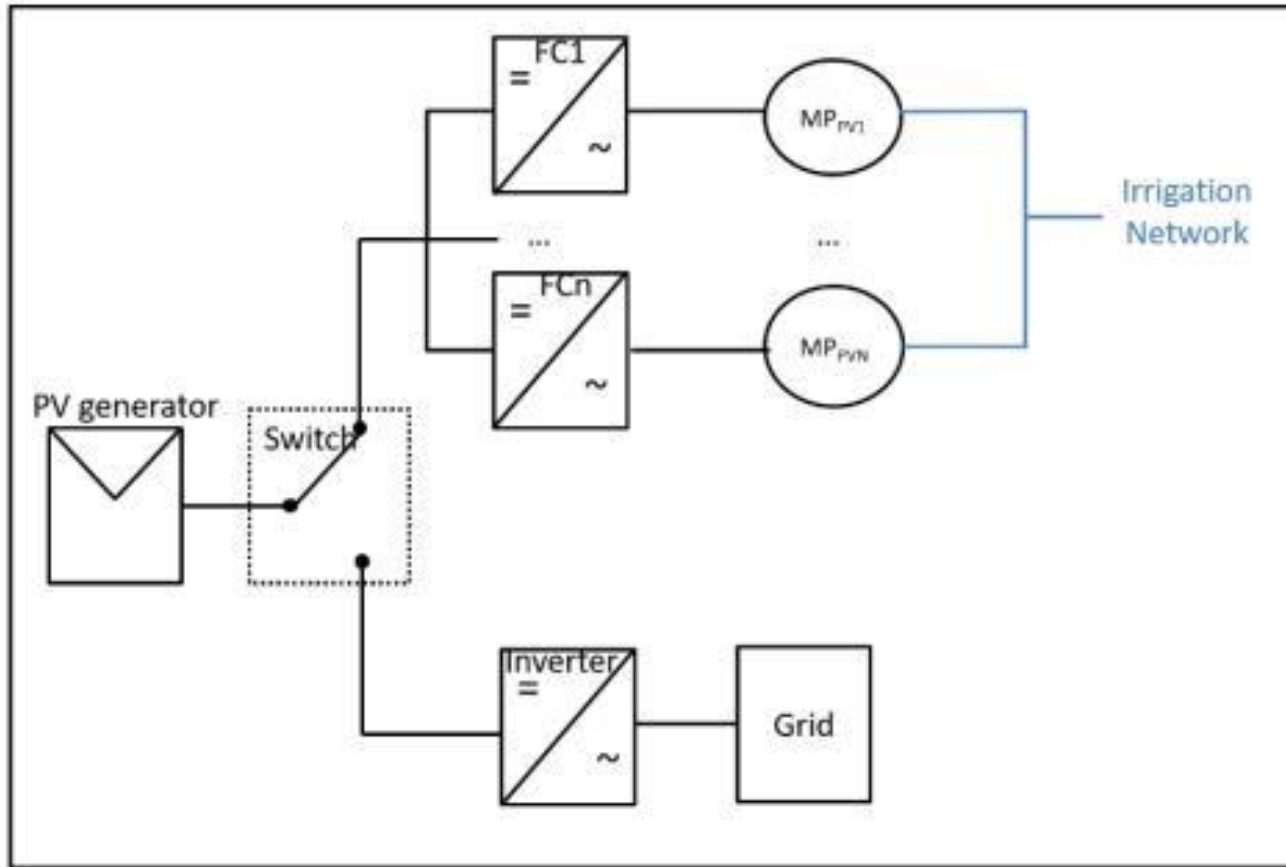 FC1
=
~
MP_PV1
Irrigation
Network
...
...
FCn
=
~
MP_PVN
PV generator
Switch
Inverter
=
~
Grid